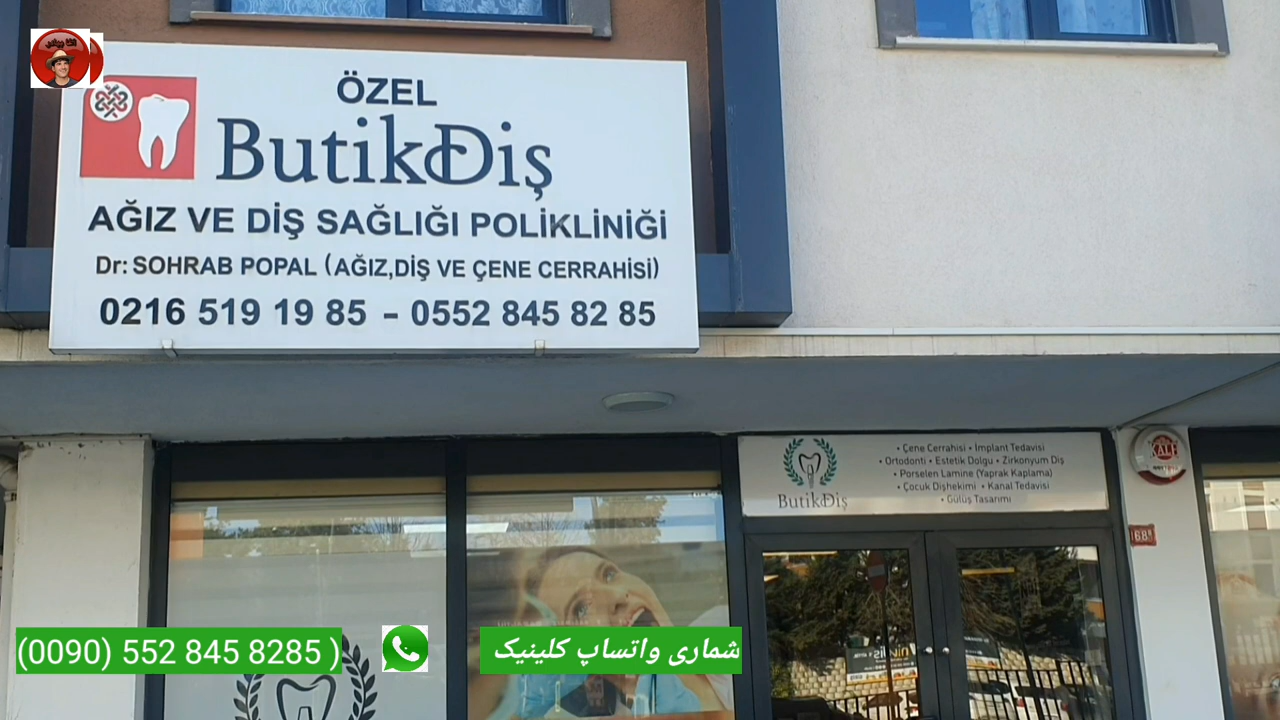 ÖZEL
ButikDiş
AĞIZ VE DİŞ SAĞLIĞI POLİKLİNİĞİ
Dr: SOHRAB POPAL (AĞIZ,DİŞ VE ÇENE CERRAHİSİ)
0216 519 19 85 - 0552 845 82 85
• Çene Cerrahisi • İmplant Tedavisi
• Ortodonti • Estetik Dolgu • Zirkonyum Diş
• Porselen Lamine (Yaprak Kaplama)
• Çocuk Dişhekimi • Kanal Tedavisi
• Gülüş Tasarımı
ButikDiş
KALE
68
(0090) 552 845 8285 )
شماری واتساپ کلینیک